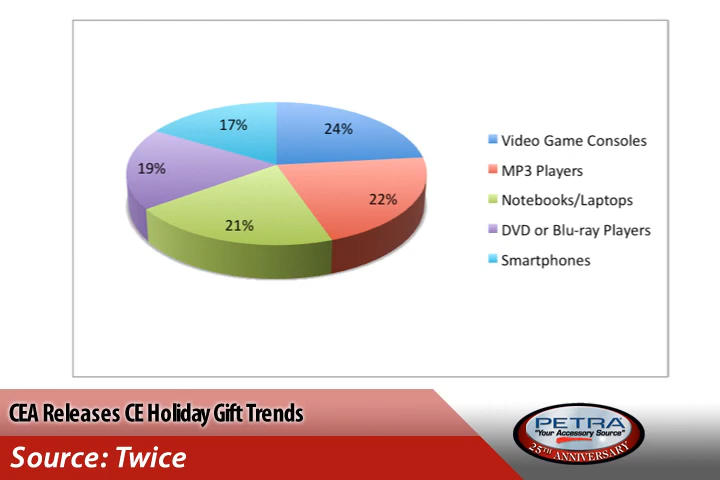 24%
22%
21%
19%
17%
Video Game Consoles
MP3 Players
Notebooks/Laptops
DVD or Blu-ray Players
Smartphones
CEA Releases CE Holiday Gift Trends
Source: Twice
PETRA
"Your Accessory Source"
25TH ANNIVERSARY